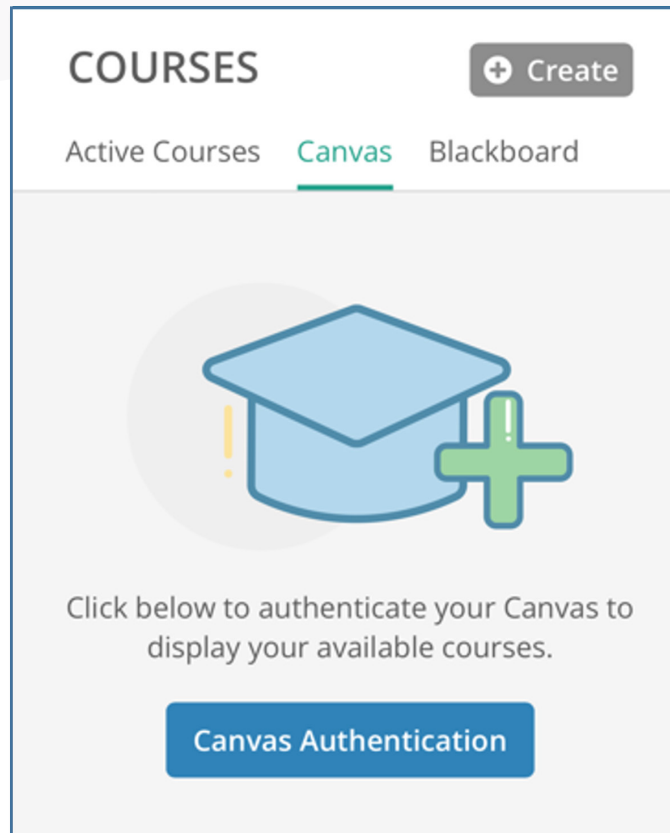 COURSES
Create
Active Courses Canvas Blackboard
Click below to authenticate your Canvas to
display your available courses.
Canvas Authentication